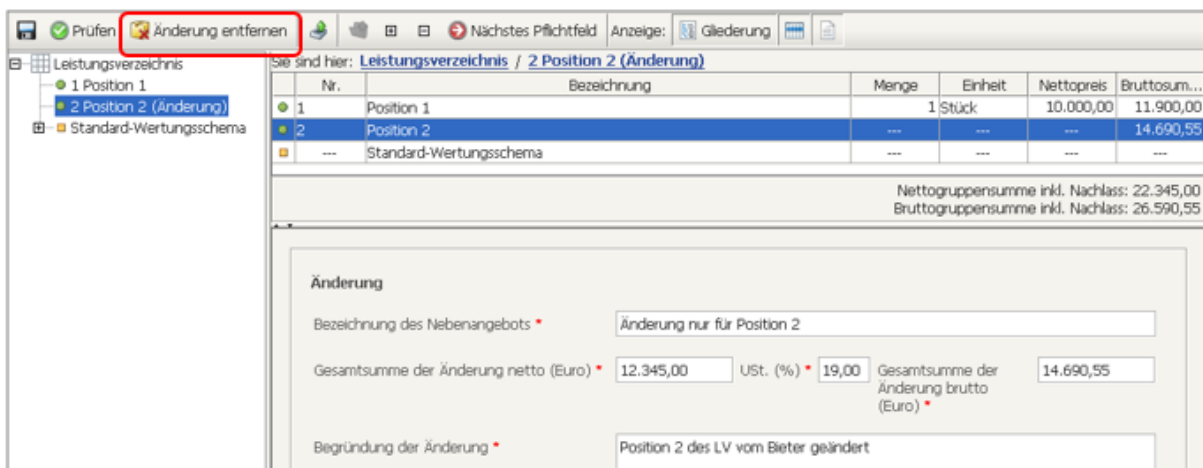 Prüfen Änderung entfernen Nächstes Pflichtfeld Anzeige: Gliederung
Leistungsverzeichnis
1 Position 1
2 Position 2 (Änderung)
Standard-Wertungsschema
Sie sind hier: Leistungsverzeichnis / 2 Position 2 (Änderung)
Nr. Bezeichnung Menge Einheit Nettopreis Bruttosum...
1 Position 1 1 Stück 10.000,00 11.900,00
2 Position 2 --- --- --- 14.690,55
--- Standard-Wertungsschema --- --- --- ---
Nettogruppensumme inkl. Nachlass: 22.345,00
Bruttogruppensumme inkl. Nachlass: 26.590,55
Änderung
Bezeichnung des Nebenangebots * Änderung nur für Position 2
Gesamtsumme der Änderung netto (Euro) * 12.345,00 USt. (%) * 19,00 Gesamtsumme der 14.690,55
Änderung brutto
(Euro) *
Begründung der Änderung * Position 2 des LV vom Bieter geändert